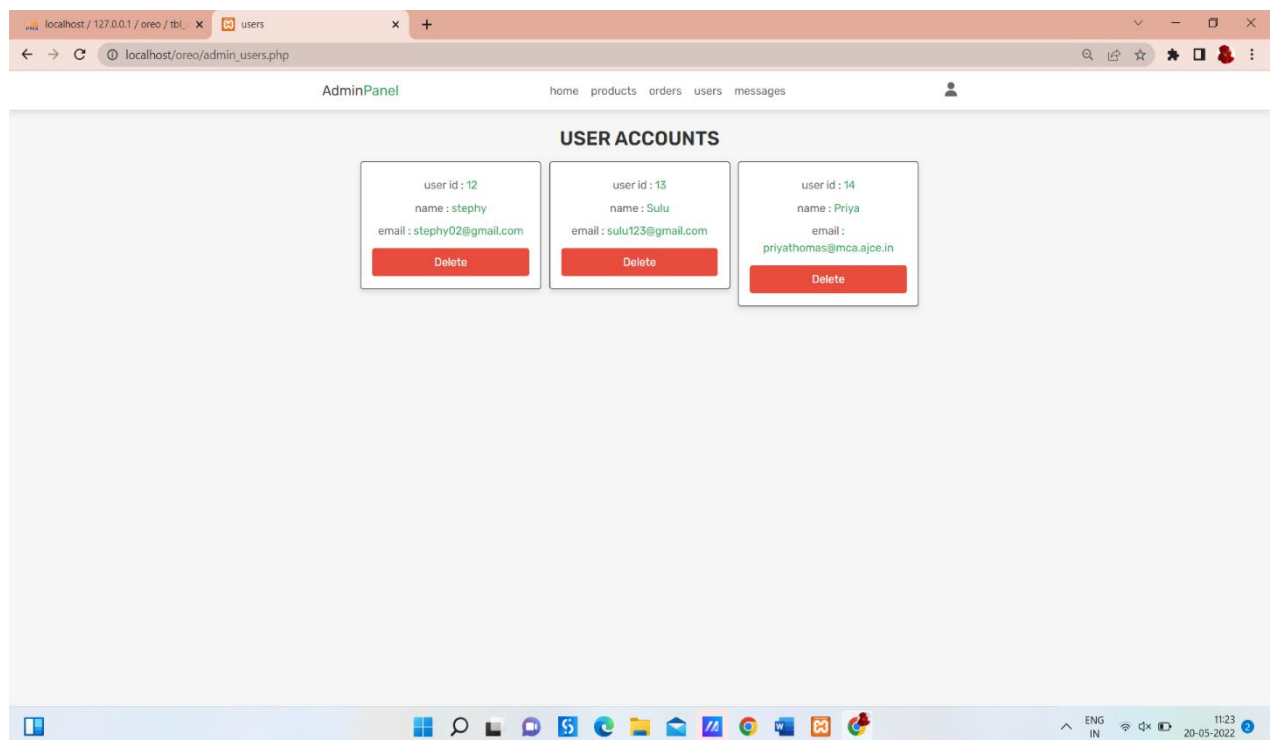 localhost / 127.0.0.1 / oreo / tbl_
users
localhost/oreo/admin_users.php
AdminPanel
home products orders users messages
USER ACCOUNTS
user id : 12
name : stephy
email : stephy02@gmail.com
Delete
user id : 13
name : Sulu
email : sulu123@gmail.com
Delete
user id : 14
name : Priya
email :
priyathomas@mca.ajce.in
Delete
ENG
IN
11:23
20-05-2022
2